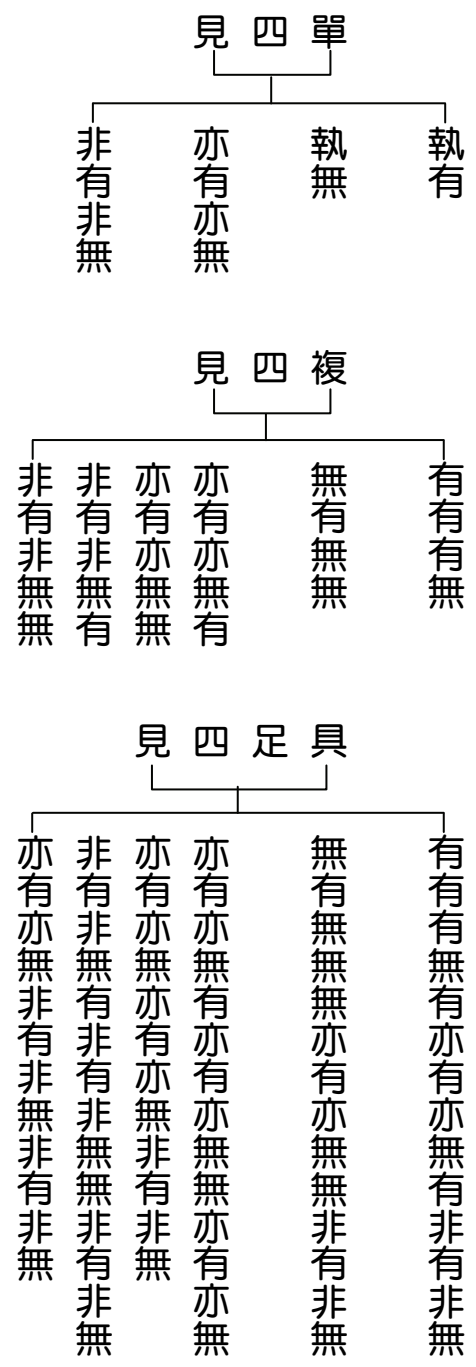 單四見
執有
執無
亦有亦無
非有非無
複四見
有有有無
無有無無
亦有亦無有
亦有亦無無
非有非無有
非有非無無
具足四見
有有有無有亦有亦無有非有非無
無有無無無亦有亦無無非有非無
亦有亦無有亦有亦無無亦有亦無
亦有亦無亦有亦無非有非無
非有非無有非有非無無非有非無
亦有亦無非有非無非有非無